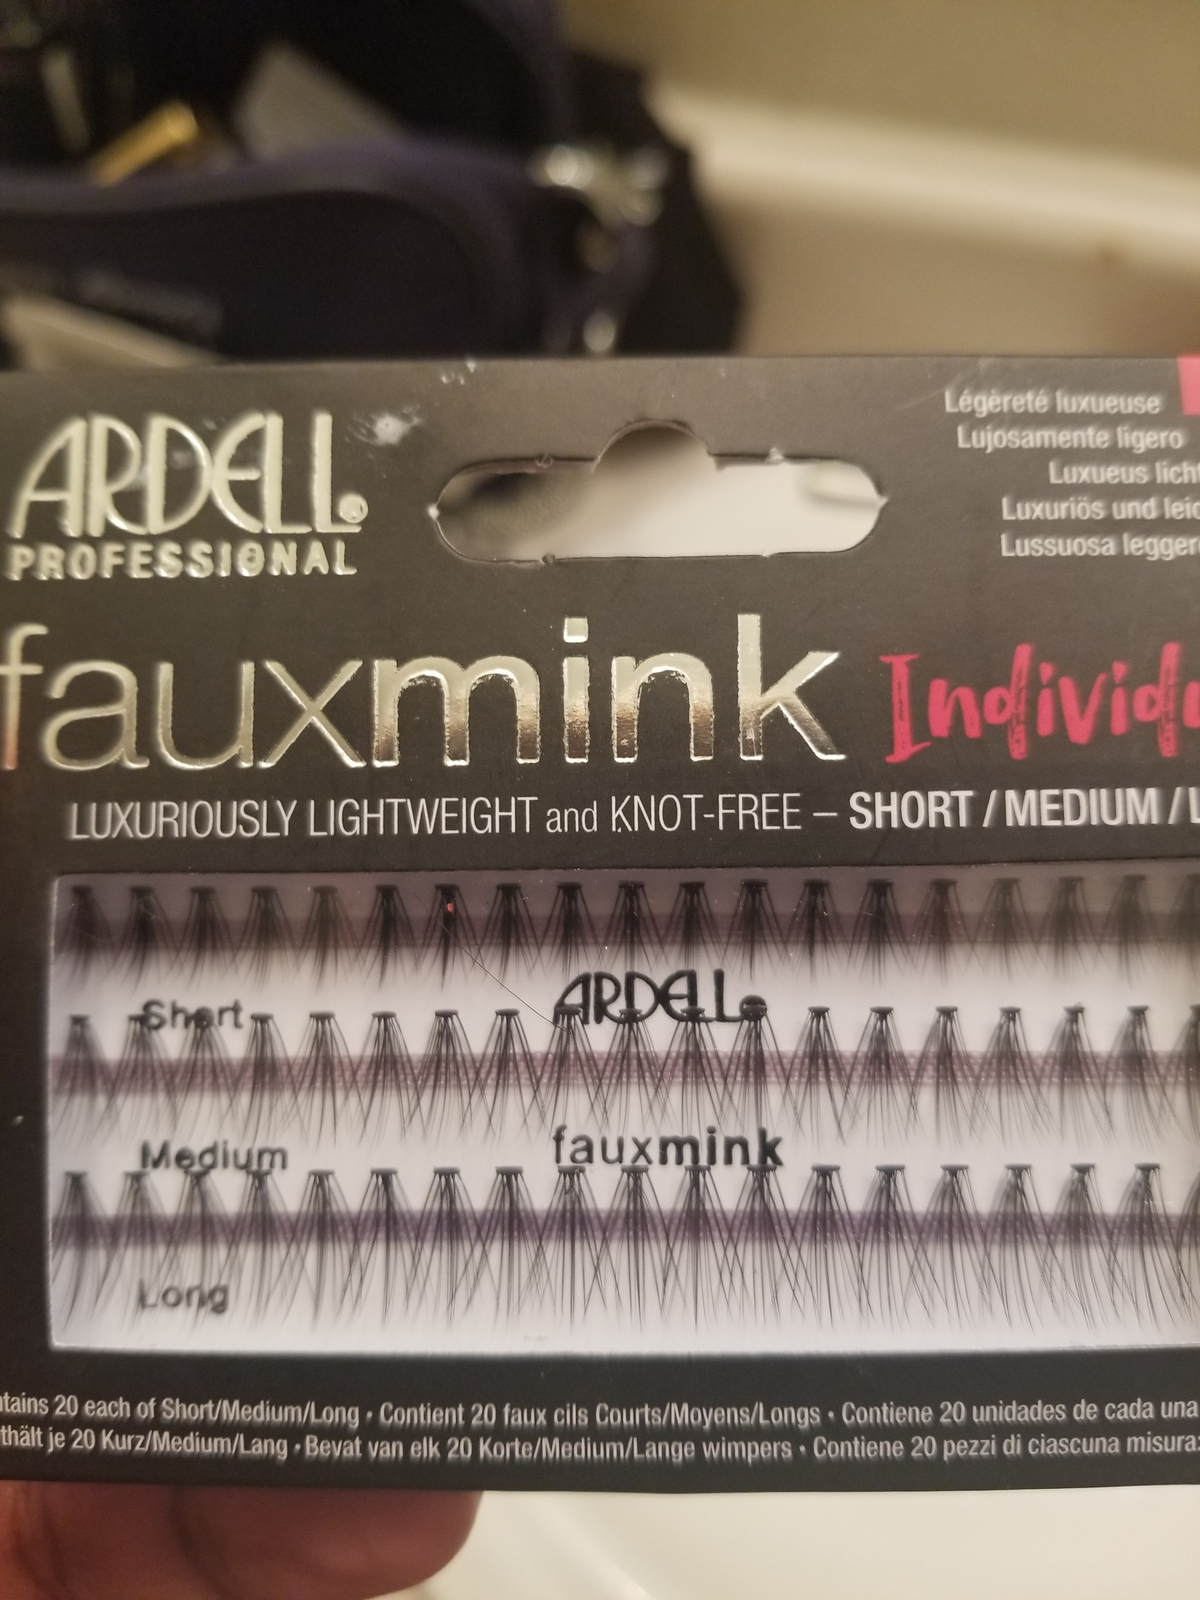 ARDELL®
PROFESSIONAL
Légèreté luxueuse
Lujosamente ligero
Luxueus licht
Luxuriös und leic
Lussuosa leggere
fauxmink Individu
LUXURIOUSLY LIGHTWEIGHT and KNOT-FREE – SHORT / MEDIUM / L
ARDELL®
Short
fauxmink
Medium
Long
tains 20 each of Short/Medium/Long • Contient 20 faux cils Courts/Moyens/Longs • Contiene 20 unidades de cada una
thält je 20 Kurz/Medium/Lang • Bevat van elk 20 Korte/Medium/Lange wimpers • Contiene 20 pezzi di ciascuna misura: